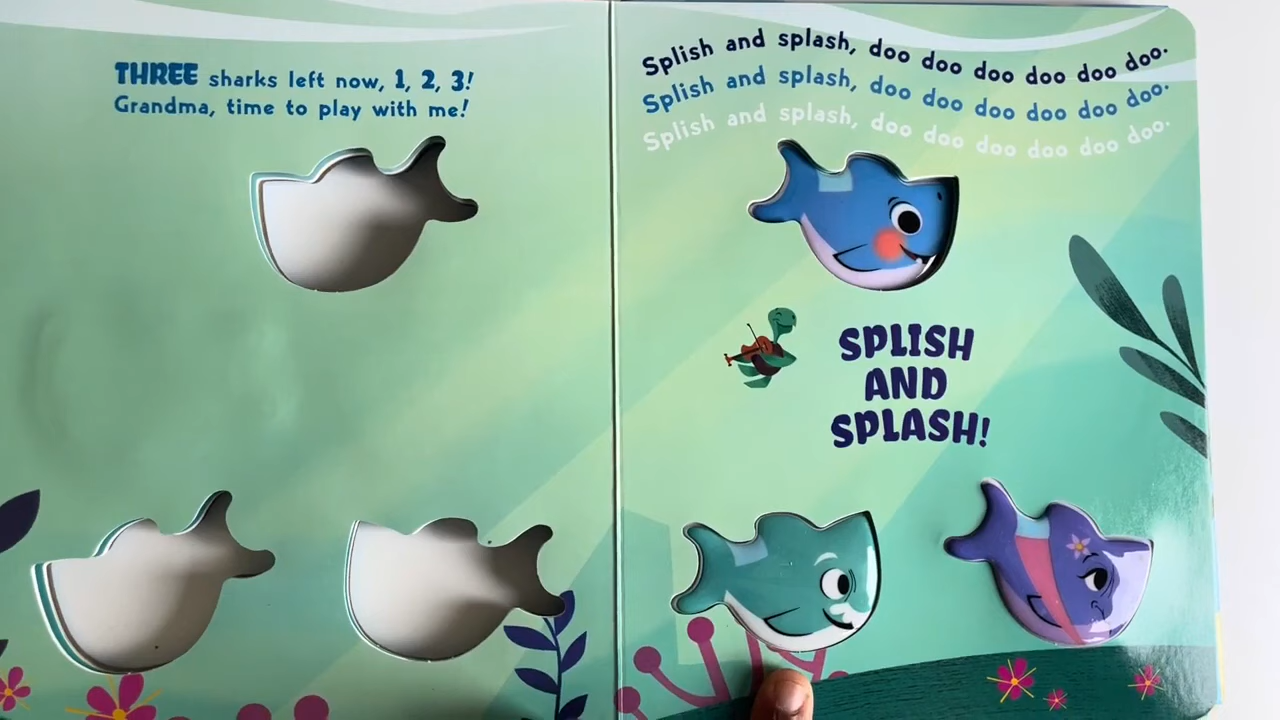 THREE sharks left now, 1, 2, 3!
Grandma, time to play with me!
Splish and splash, doo doo doo doo doo doo.
Splish and splash, doo doo doo doo doo doo.
Splish and splash, doo doo doo doo doo doo.
SPLISH
AND
SPLASH!